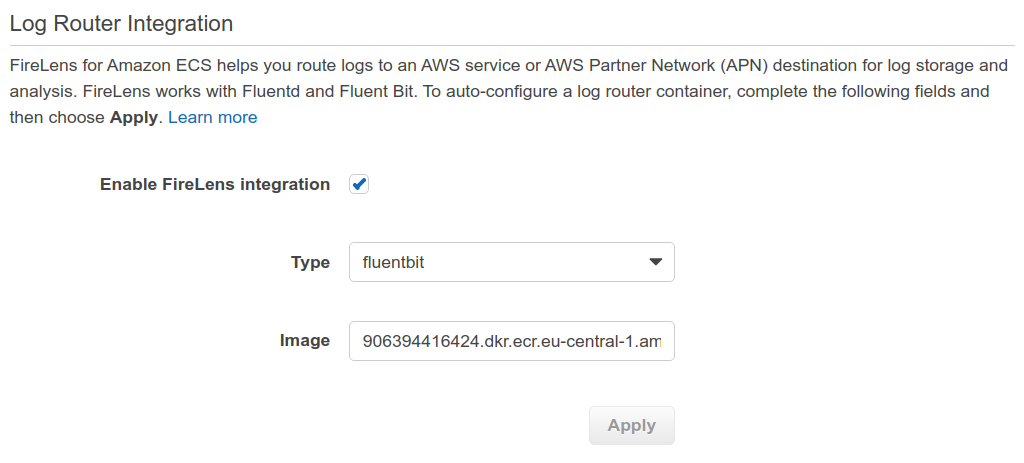 Log Router Integration
FireLens for Amazon ECS helps you route logs to an AWS service or AWS Partner Network (APN) destination for log storage and
analysis. FireLens works with Fluentd and Fluent Bit. To auto-configure a log router container, complete the following fields and
then choose Apply. Learn more
Enable FireLens integration
Type fluentbit
Image 906394416424.dkr.ecr.eu-central-1.am
Apply